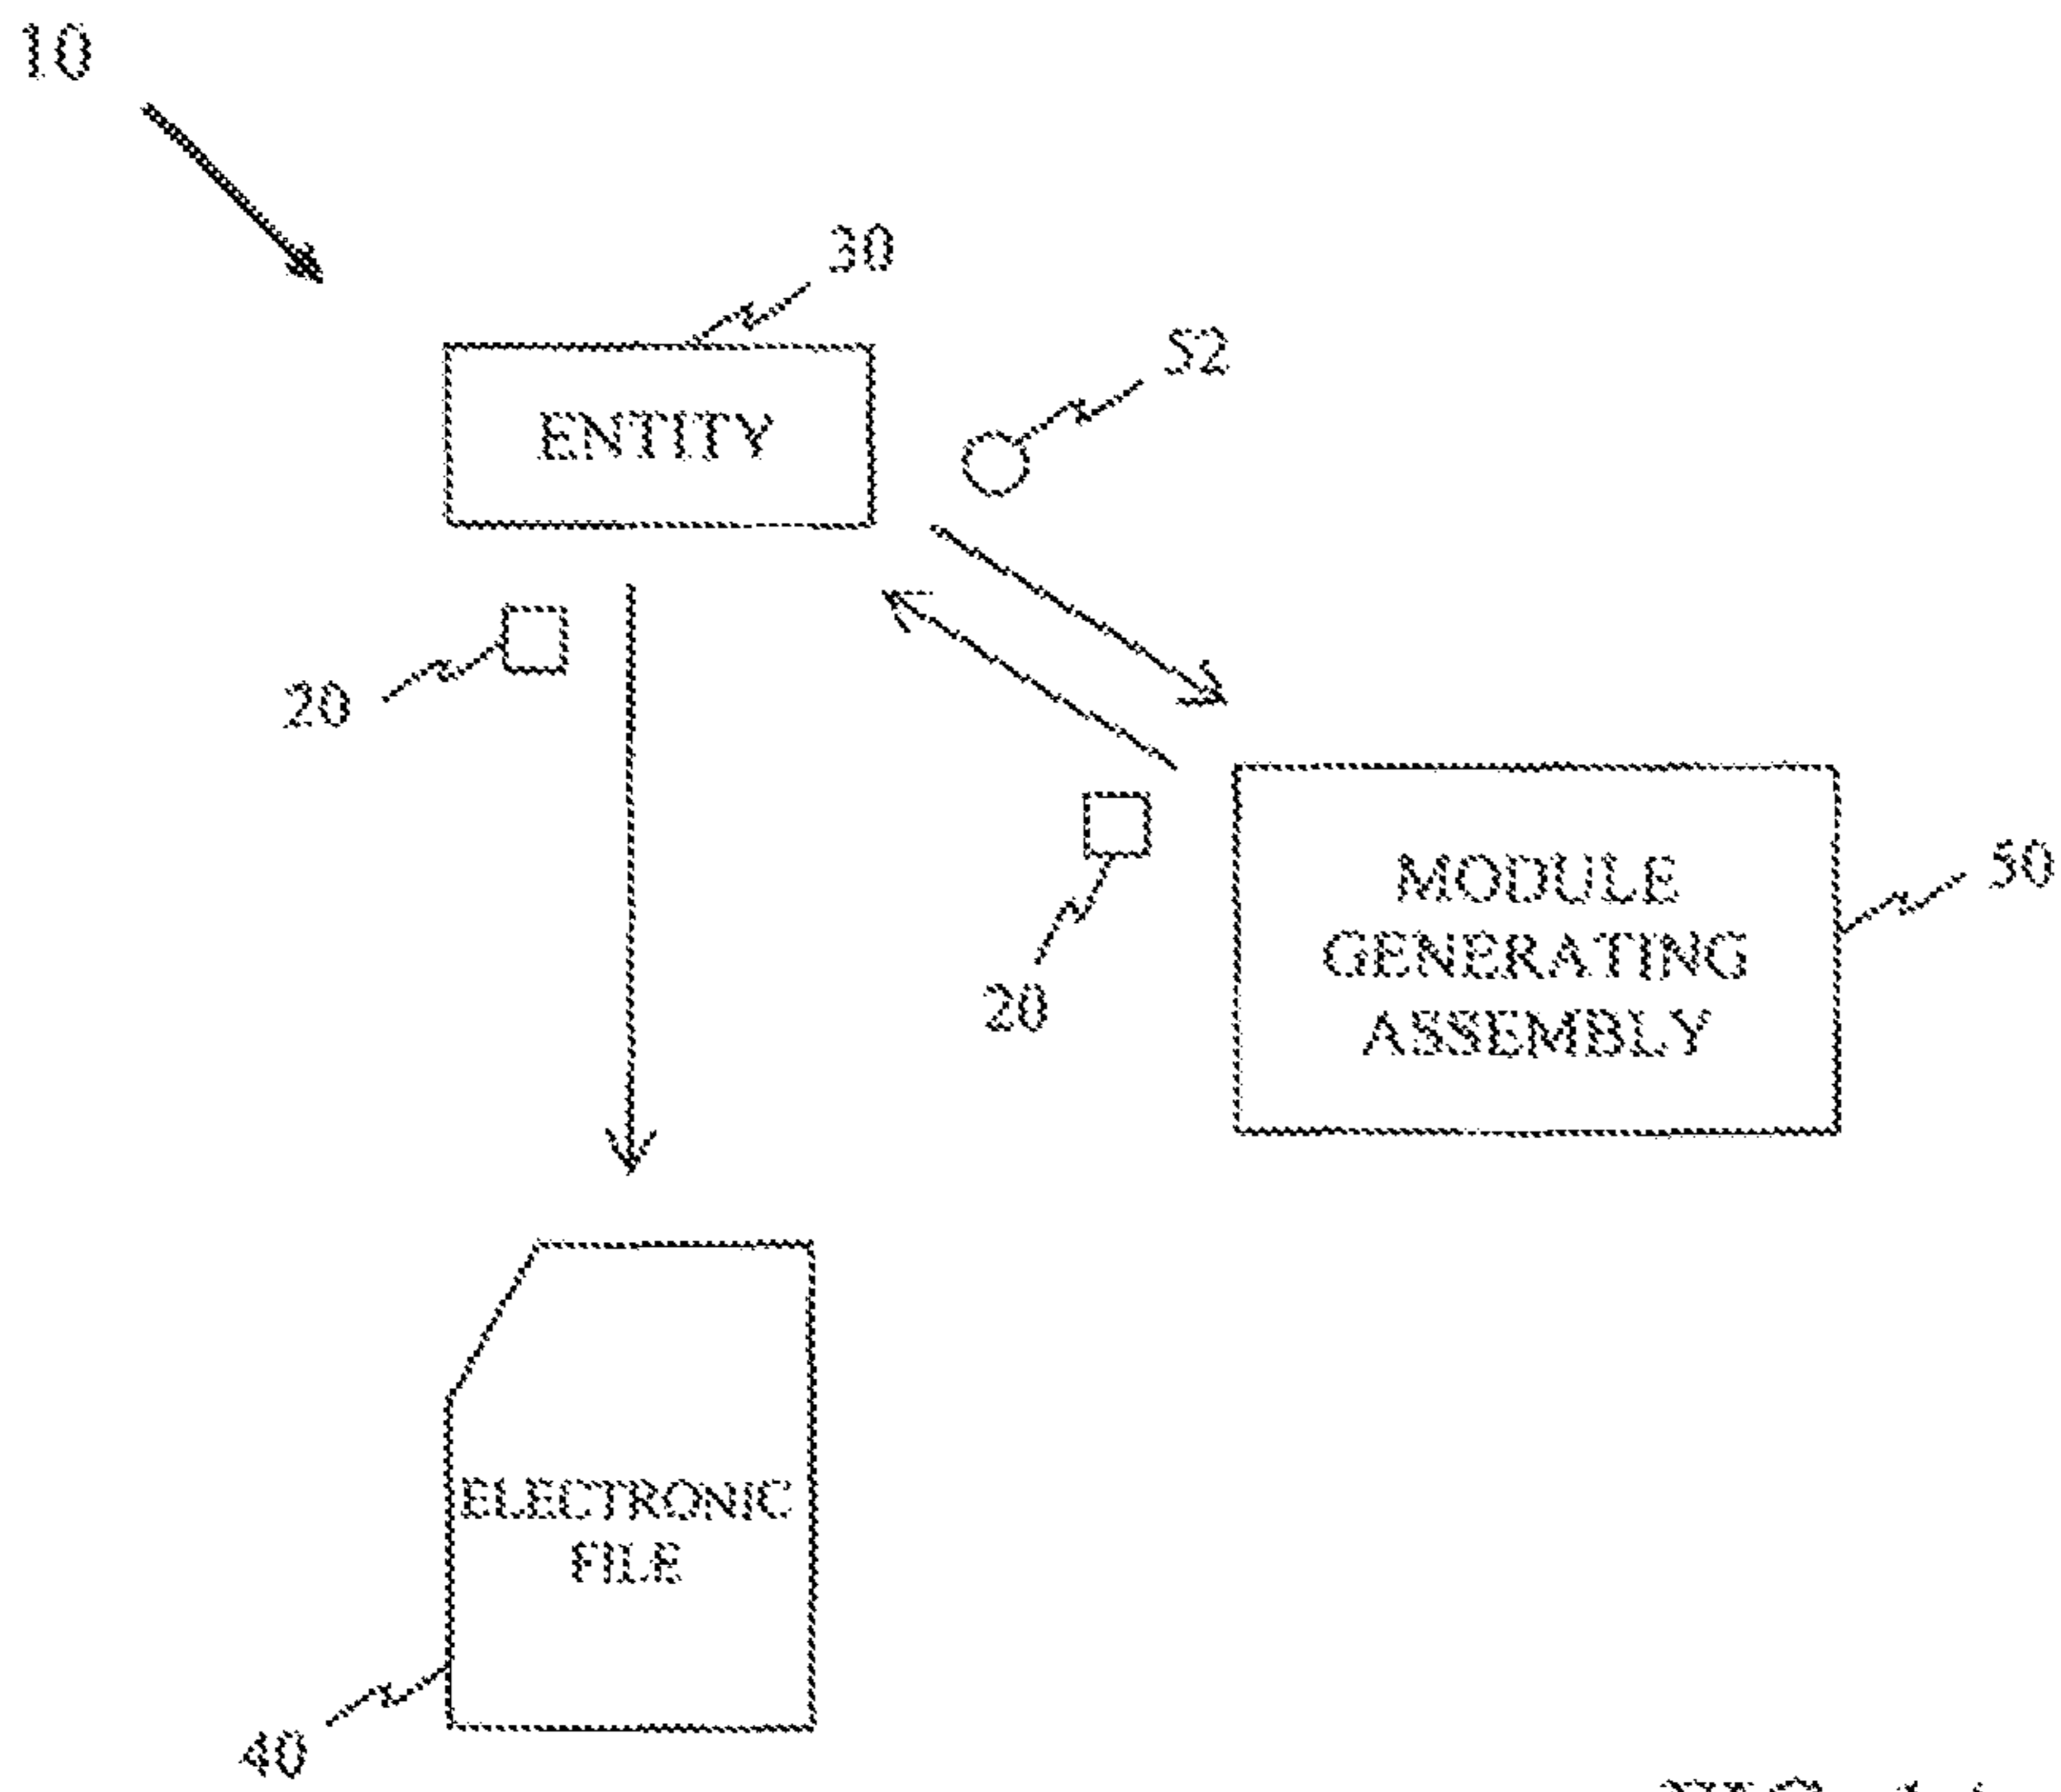 10
30
52
ENTITY
20
MODULE
GENERATING
ASSEMBLY
50
20
ELECTRONIC
FILE
40